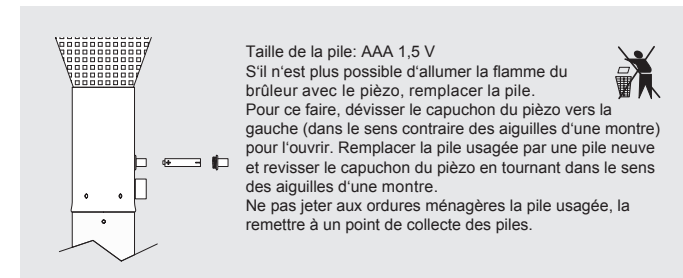 Taille de la pile: AAA 1,5 V
S‘il n‘est plus possible d‘allumer la flamme du
brûleur avec le pièzo, remplacer la pile.
Pour ce faire, dévisser le capuchon du pièzo vers la
gauche (dans le sens contraire des aiguilles d‘une montre)
pour l‘ouvrir. Remplacer la pile usagée par une pile neuve
et revisser le capuchon du pièzo en tournant dans le sens
des aiguilles d‘une montre.
Ne pas jeter aux ordures ménagères la pile usagée, la
remettre à un point de collecte des piles.